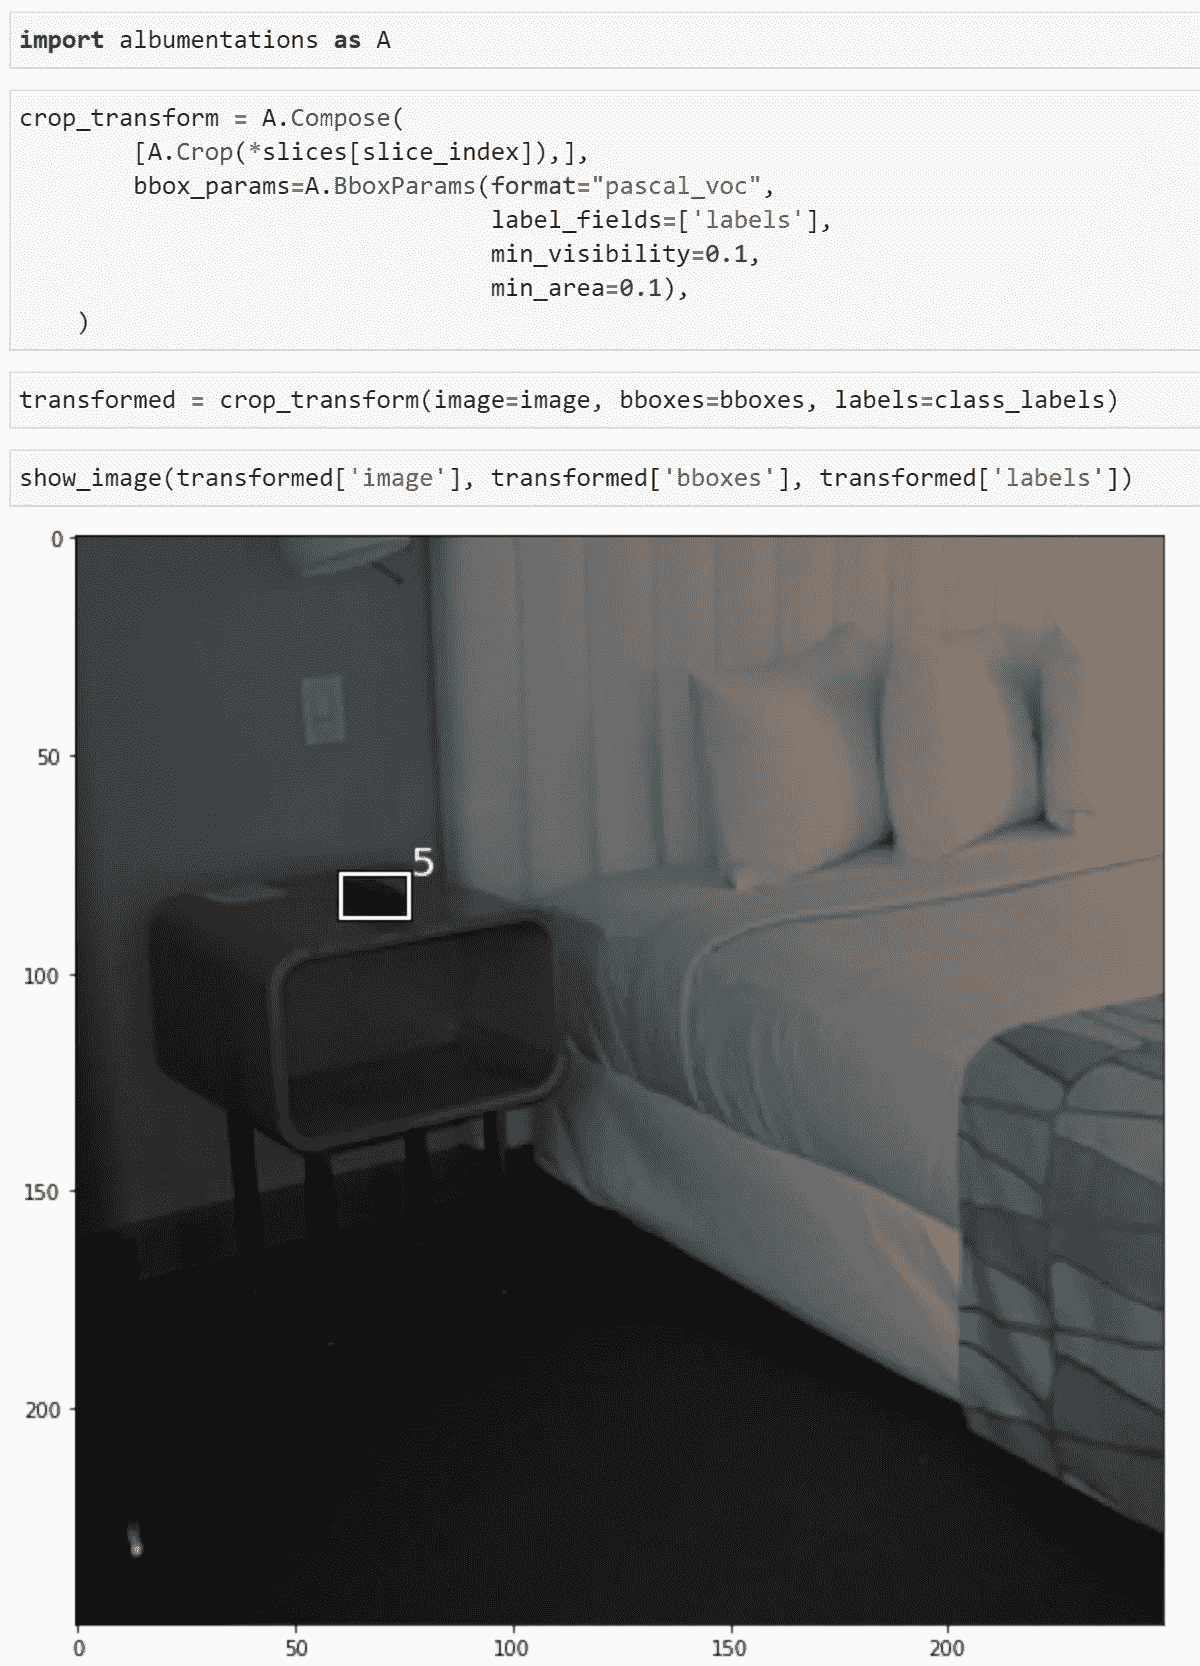 import albumentations as A
crop_transform = A.Compose(
        [A.Crop(*slices[slice_index]),],
        bbox_params=A.BboxParams(format="pascal_voc",
                                 label_fields=['labels'],
                                 min_visibility=0.1,
                                 min_area=0.1),
    )
transformed = crop_transform(image=image, bboxes=bboxes, labels=class_labels)
show_image(transformed['image'], transformed['bboxes'], transformed['labels'])
0
50
5
100
150
200
0 50 100 150 200